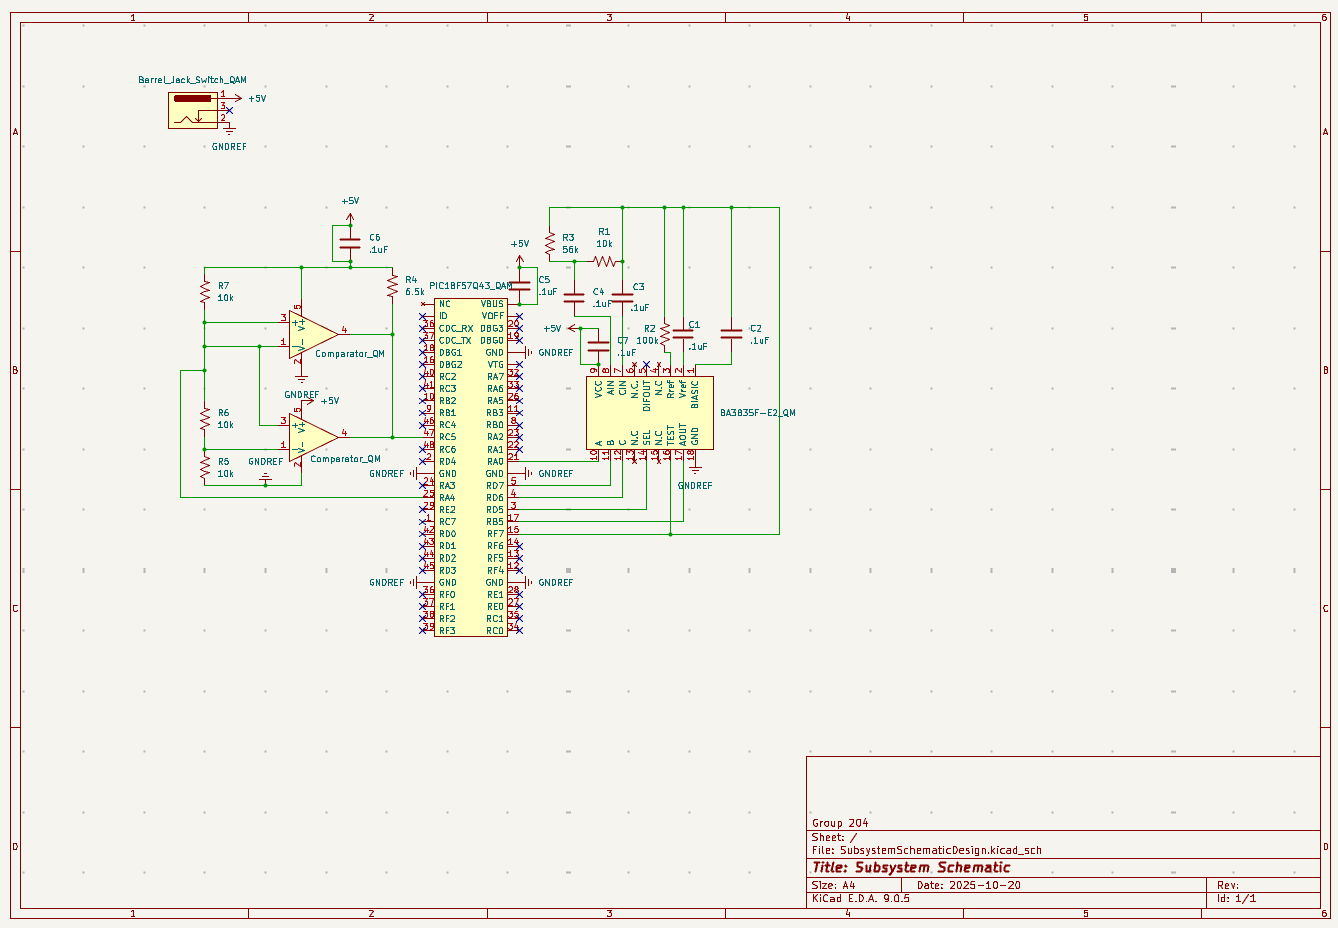 1 2 3 4 5 6
A A
B B
C C
D D
1 2 3 4 5 6
Barrel_Jack_Switch_QAM
1
+5V
3
2
GNDREF
+5V
C6
.1uF
R7
10k
R4
6.5k
3
1
5
V+
V-
2
4
Comparator_QM
GNDREF
+5V
R6
10k
3
1
5
V+
V-
2
4
Comparator_QM
R5
10k
GNDREF
+5V
C5
.1uF
PIC18F57Q43_QAM
NC VBUS
ID VOFF
36 CDC_RX DBG3 20
37 CDC_TX DBG0 19
18 DBG1 GND GNDREF
16 DBG2 VTG
40 RC2 RA7 32
41 RC3 RA6 33
10 RB2 RA5 26
9 RB1 RB3 11
46 RC4 RB0 8
47 RC5 RA2 23
48 RC6 RA1 22
2 RD4 RA0 21
GNDREF GND GND GNDREF
24 RA3 RD7 5
25 RA4 RD6 4
29 RE2 RD5 3
1 RC7 RB5 17
42 RD0 RF7 15
43 RD1 RF6 14
44 RD2 RF5 13
45 RD3 RF4 12
GNDREF GND GND GNDREF
36 RF0 RE1 28
37 RF1 RE0 27
38 RF2 RC1 35
39 RF3 RC0 34
R3
56k
R1
10k
C4
.1uF
C3
.1uF
+5V
C7
.1uF
R2
100k
C1
.1uF
C2
.1uF
9 8 7 6 5 4 3 2 1
VCC AIN CIN N.C. DIFOUT N.C Rref Vref BIASIC
BA3835F-E2_QM
A B C N.C SEL N.C TEST AOUT GND
10 11 12 13 14 15 16 17 18
GNDREF
Group 204
Sheet: /
File: SubsystemSchematicDesign.kicad_sch
Title: Subsystem Schematic
Size: A4 Date: 2025-10-20 Rev:
KiCad E.D.A. 9.0.5 Id: 1/1